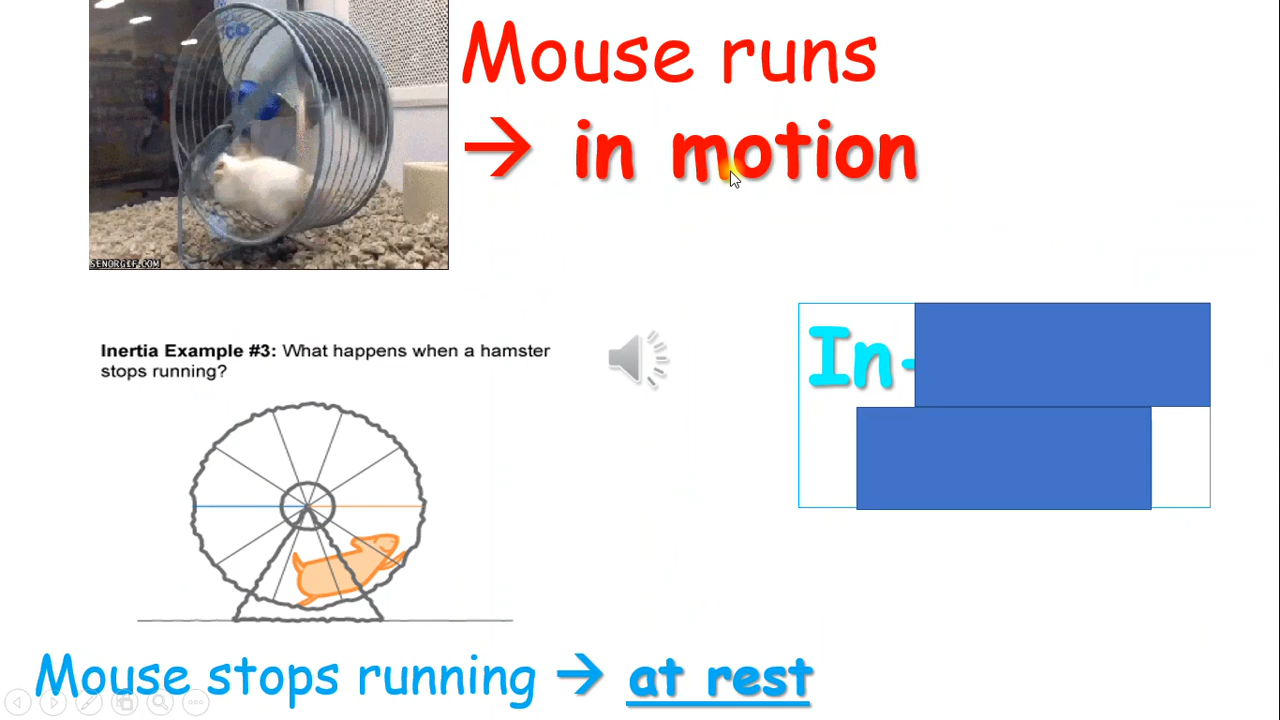 Mouse runs
→ in motion
SENORGIF.COM
Inertia Example #3: What happens when a hamster
stops running?
In-
Mouse stops running → at rest